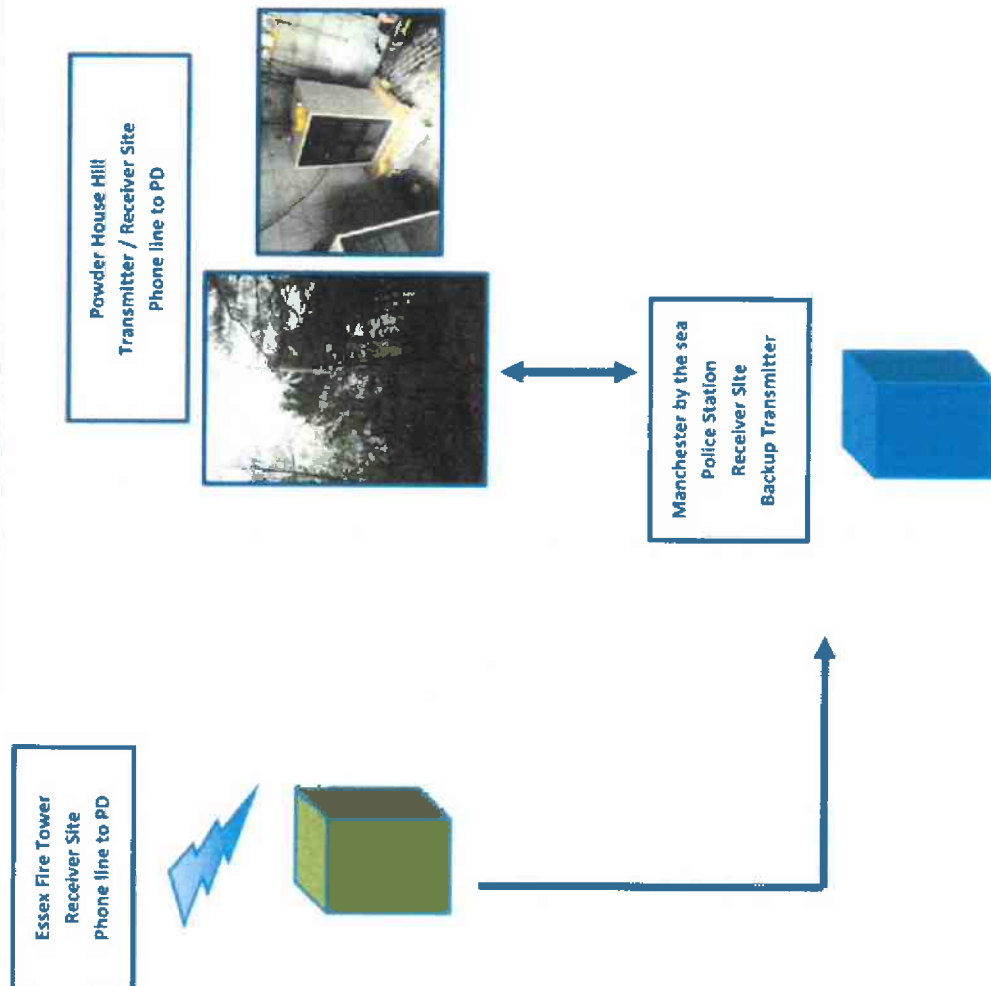 Essex Fire Tower
Receiver Site
Phone line to PD
Powder House Hill
Transmitter / Receiver Site
Phone line to PD
Manchester by the sea
Police Station
Receiver Site
Backup Transmitter